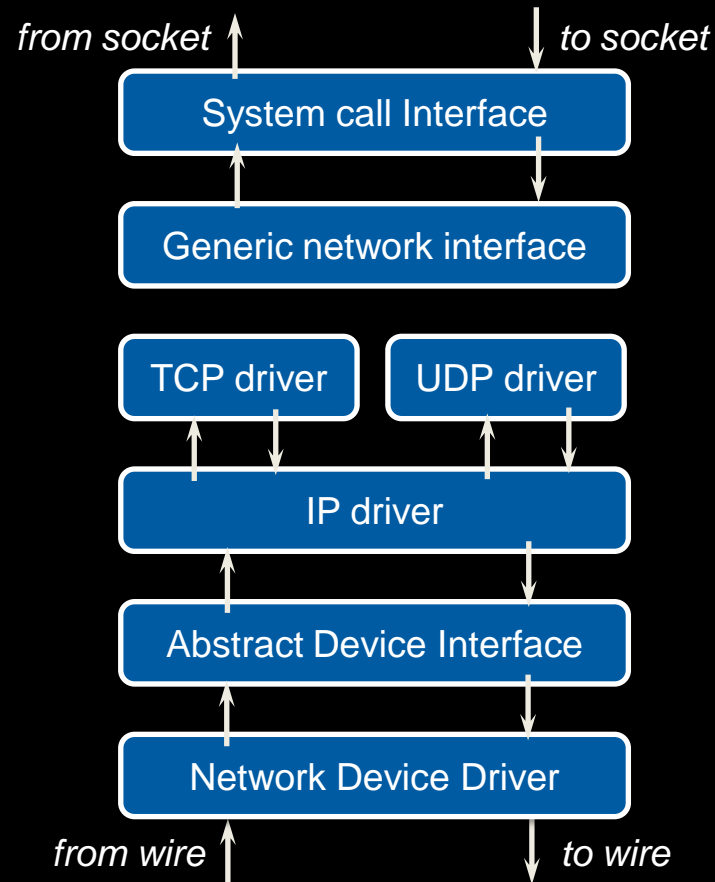 from socket
to socket
System call Interface
Generic network interface
TCP driver
UDP driver
IP driver
Abstract Device Interface
Network Device Driver
from wire
to wire